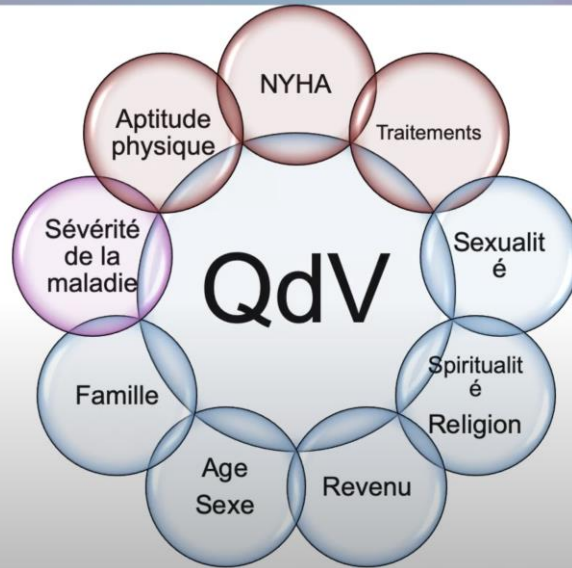 NYHA
Traitements
Sexualit
é
Spiritualit
é
Religion
Revenu
Age
Sexe
Famille
Sévérité
de la
maladie
Aptitude
physique
QdV